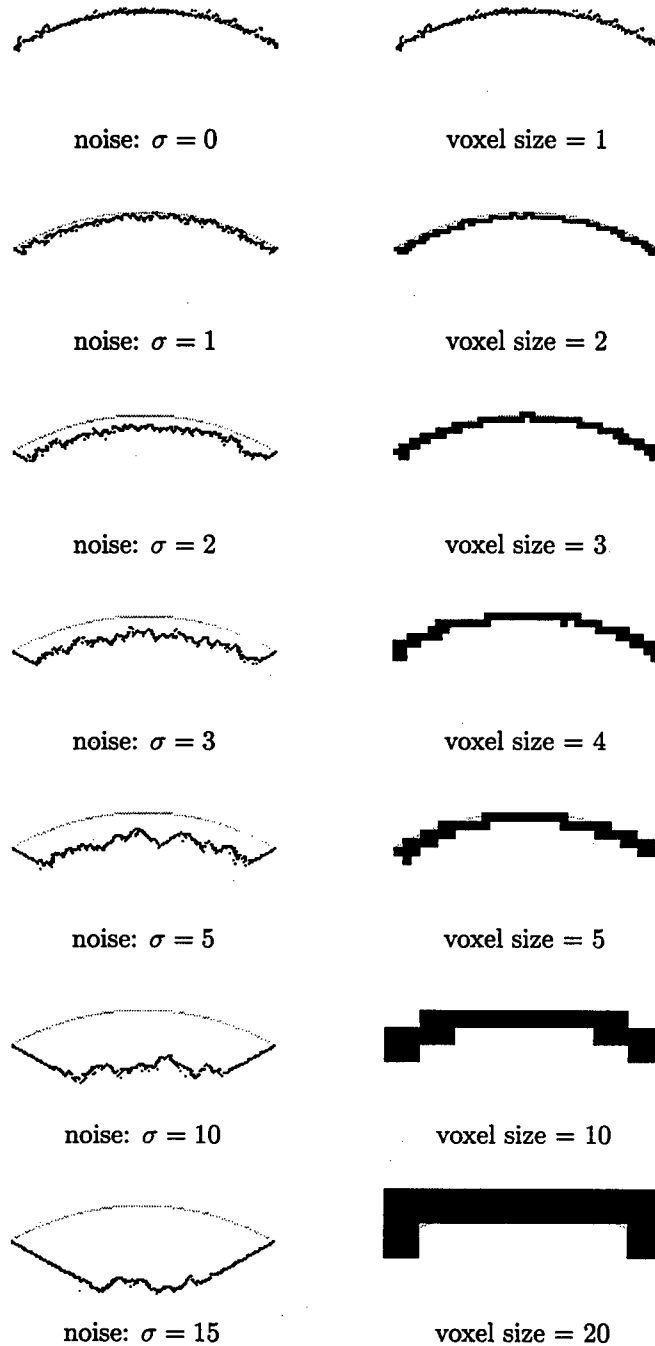 noise: σ = 0
voxel size = 1
noise: σ = 1
voxel size = 2
noise: σ = 2
voxel size = 3
noise: σ = 3
voxel size = 4
noise: σ = 5
voxel size = 5
noise: σ = 10
voxel size = 10
noise: σ = 15
voxel size = 20